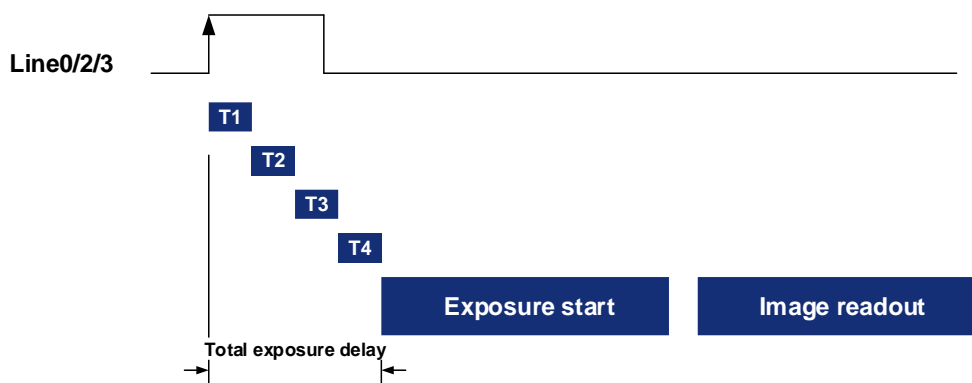 Line0/2/3
T1
T2
T3
T4
Exposure start
Image readout
Total exposure delay